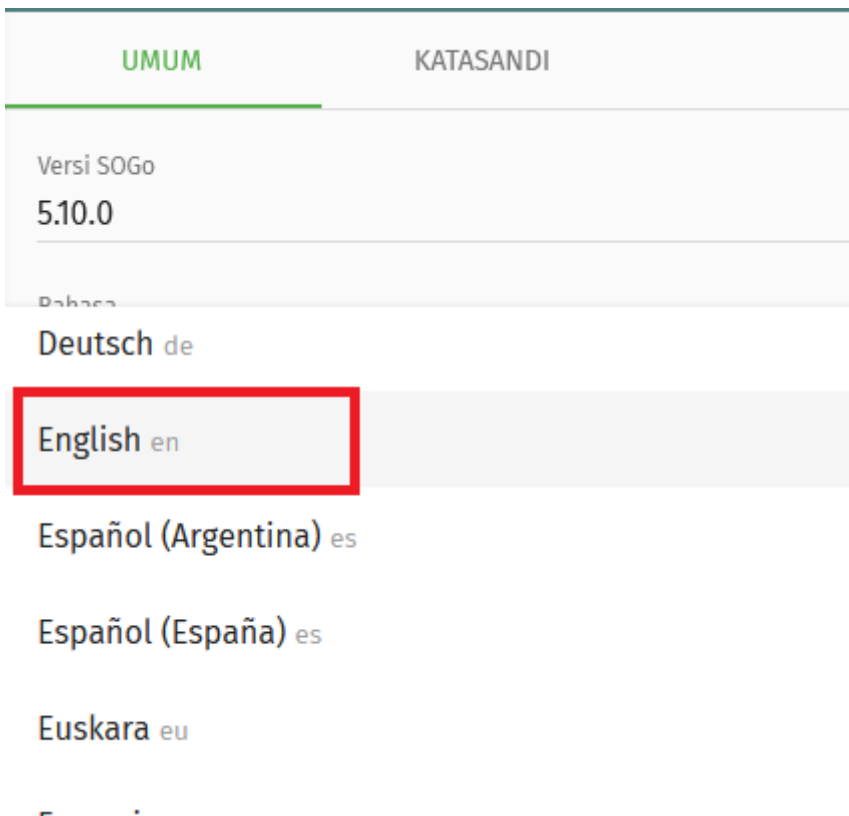 UMUM KATASANDI
Versi SOGo
5.10.0
Bahasa
Deutsch de
English en
Español (Argentina) es
Español (España) es
Euskara eu